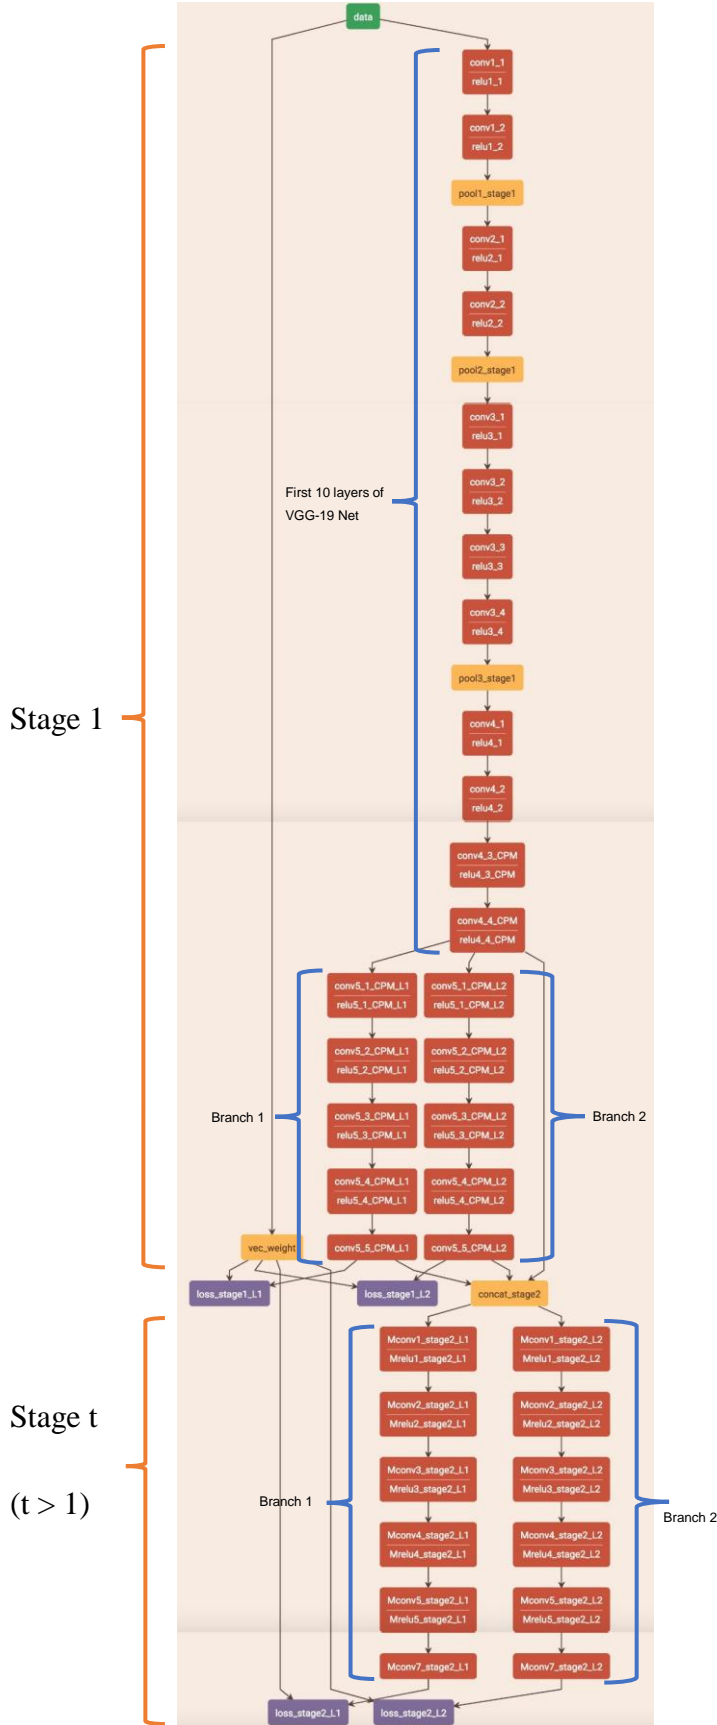 data
conv1_1
relu1_1
conv1_2
relu1_2
pool1_stage1
conv2_1
relu2_1
conv2_2
relu2_2
pool2_stage1
conv3_1
relu3_1
conv3_2
relu3_2
First 10 layers of
VGG-19 Net
conv3_3
relu3_3
conv3_4
relu3_4
pool3_stage1
Stage 1
conv4_1
relu4_1
conv4_2
relu4_2
conv4_3_CPM
relu4_3_CPM
conv4_4_CPM
relu4_4_CPM
conv5_1_CPM_L1 conv5_1_CPM_L2
relu5_1_CPM_L1 relu5_1_CPM_L2
conv5_2_CPM_L1 conv5_2_CPM_L2
relu5_2_CPM_L1 relu5_2_CPM_L2
Branch 1 Branch 2
conv5_3_CPM_L1 conv5_3_CPM_L2
relu5_3_CPM_L1 relu5_3_CPM_L2
conv5_4_CPM_L1 conv5_4_CPM_L2
relu5_4_CPM_L1 relu5_4_CPM_L2
vec_weight conv5_5_CPM_L1 conv5_5_CPM_L2
loss_stage1_L1 loss_stage1_L2 concat_stage2
Mconv1_stage2_L1 Mconv1_stage2_L2
Mrelu1_stage2_L1 Mrelu1_stage2_L2
Stage t
Mconv2_stage2_L1 Mconv2_stage2_L2
Mrelu2_stage2_L1 Mrelu2_stage2_L2
(t > 1)
Mconv3_stage2_L1 Mconv3_stage2_L2
Mrelu3_stage2_L1 Mrelu3_stage2_L2
Branch 1 Branch 2
Mconv4_stage2_L1 Mconv4_stage2_L2
Mrelu4_stage2_L1 Mrelu4_stage2_L2
Mconv5_stage2_L1 Mconv5_stage2_L2
Mrelu5_stage2_L1 Mrelu5_stage2_L2
Mconv7_stage2_L1 Mconv7_stage2_L2
loss_stage2_L1 loss_stage2_L2